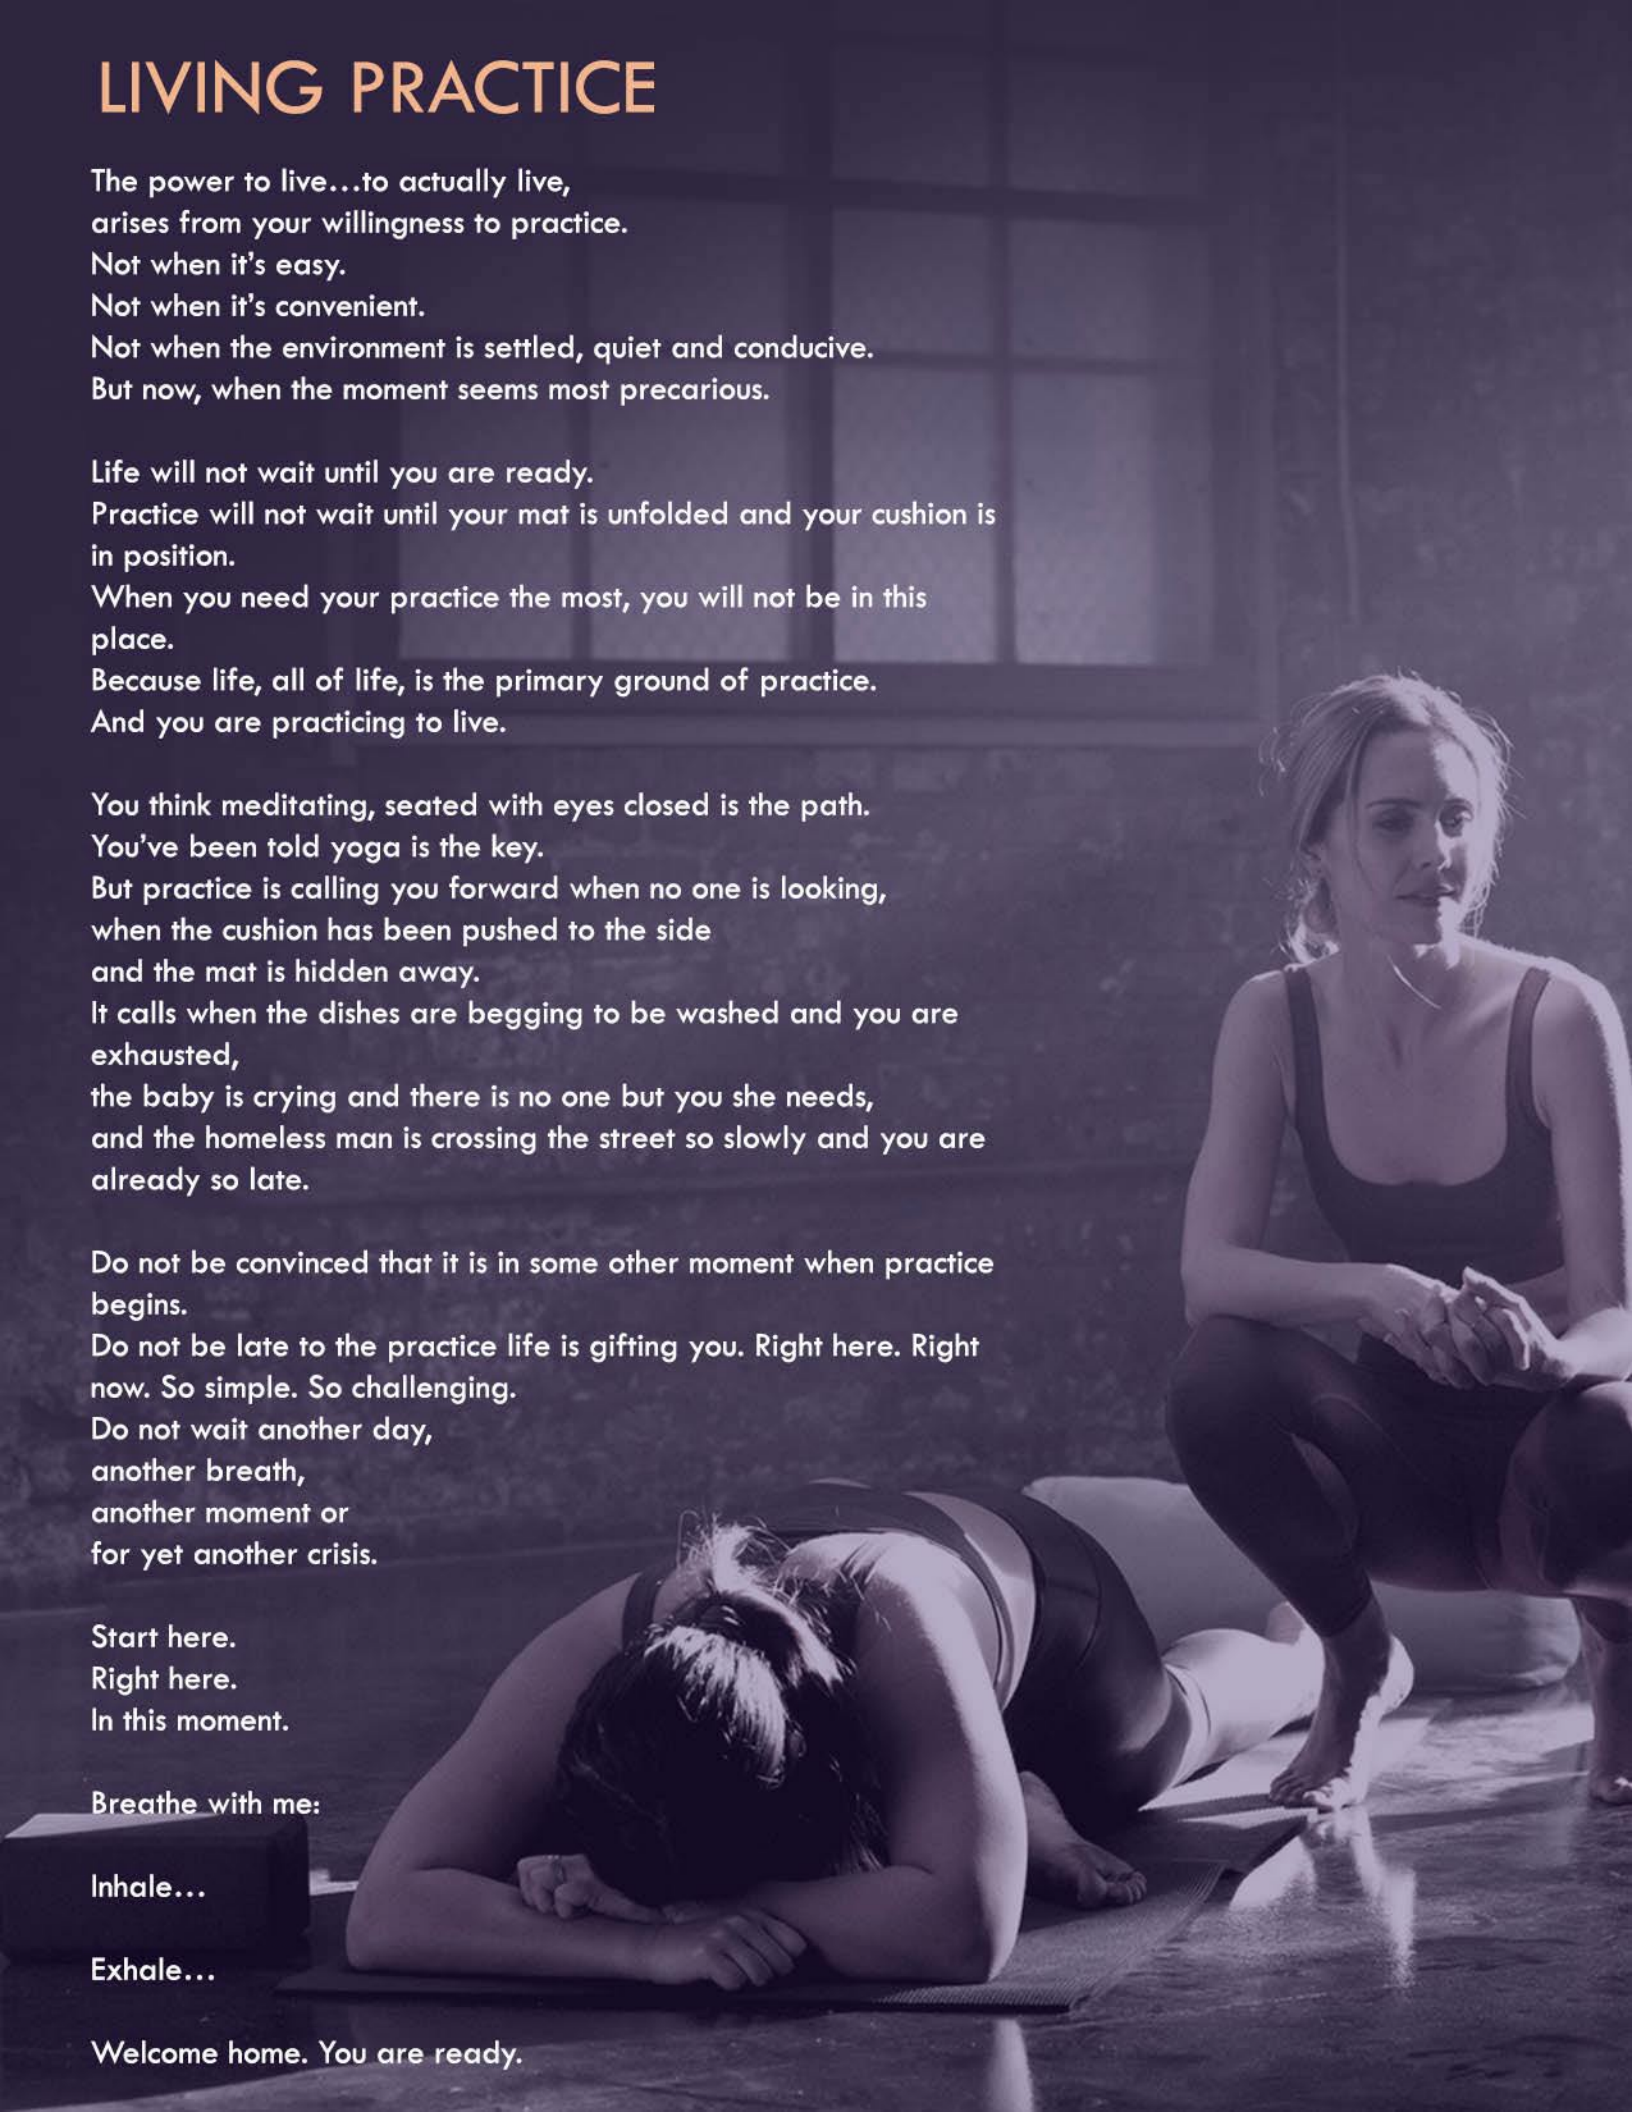 LIVING PRACTICE
The power to live...to actually live,
arises from your willingness to practice.
Not when it's easy.
Not when it's convenient.
Not when the environment is settled, quiet and conducive.
But now, when the moment seems most precarious.
Life will not wait until you are ready.
Practice will not wait until your mat is unfolded and your cushion is
in position.
When you need your practice the most, you will not be in this
place.
Because life, all of life, is the primary ground of practice.
And you are practicing to live.
You think meditating, seated with eyes closed is the path.
You've been told yoga is the key.
But practice is calling you forward when no one is looking,
when the cushion has been pushed to the side
and the mat is hidden away.
It calls when the dishes are begging to be washed and you are
exhausted,
the baby is crying and there is no one but you she needs,
and the homeless man is crossing the street so slowly and you are
already so late.
Do not be convinced that it is in some other moment when practice
begins.
Do not be late to the practice life is gifting you. Right here. Right
now. So simple. So challenging.
Do not wait another day,
another breath,
another moment or
for yet another crisis.
Start here.
Right here.
In this moment.
Breathe with me:
Inhale...
Exhale...
Welcome home. You are ready.